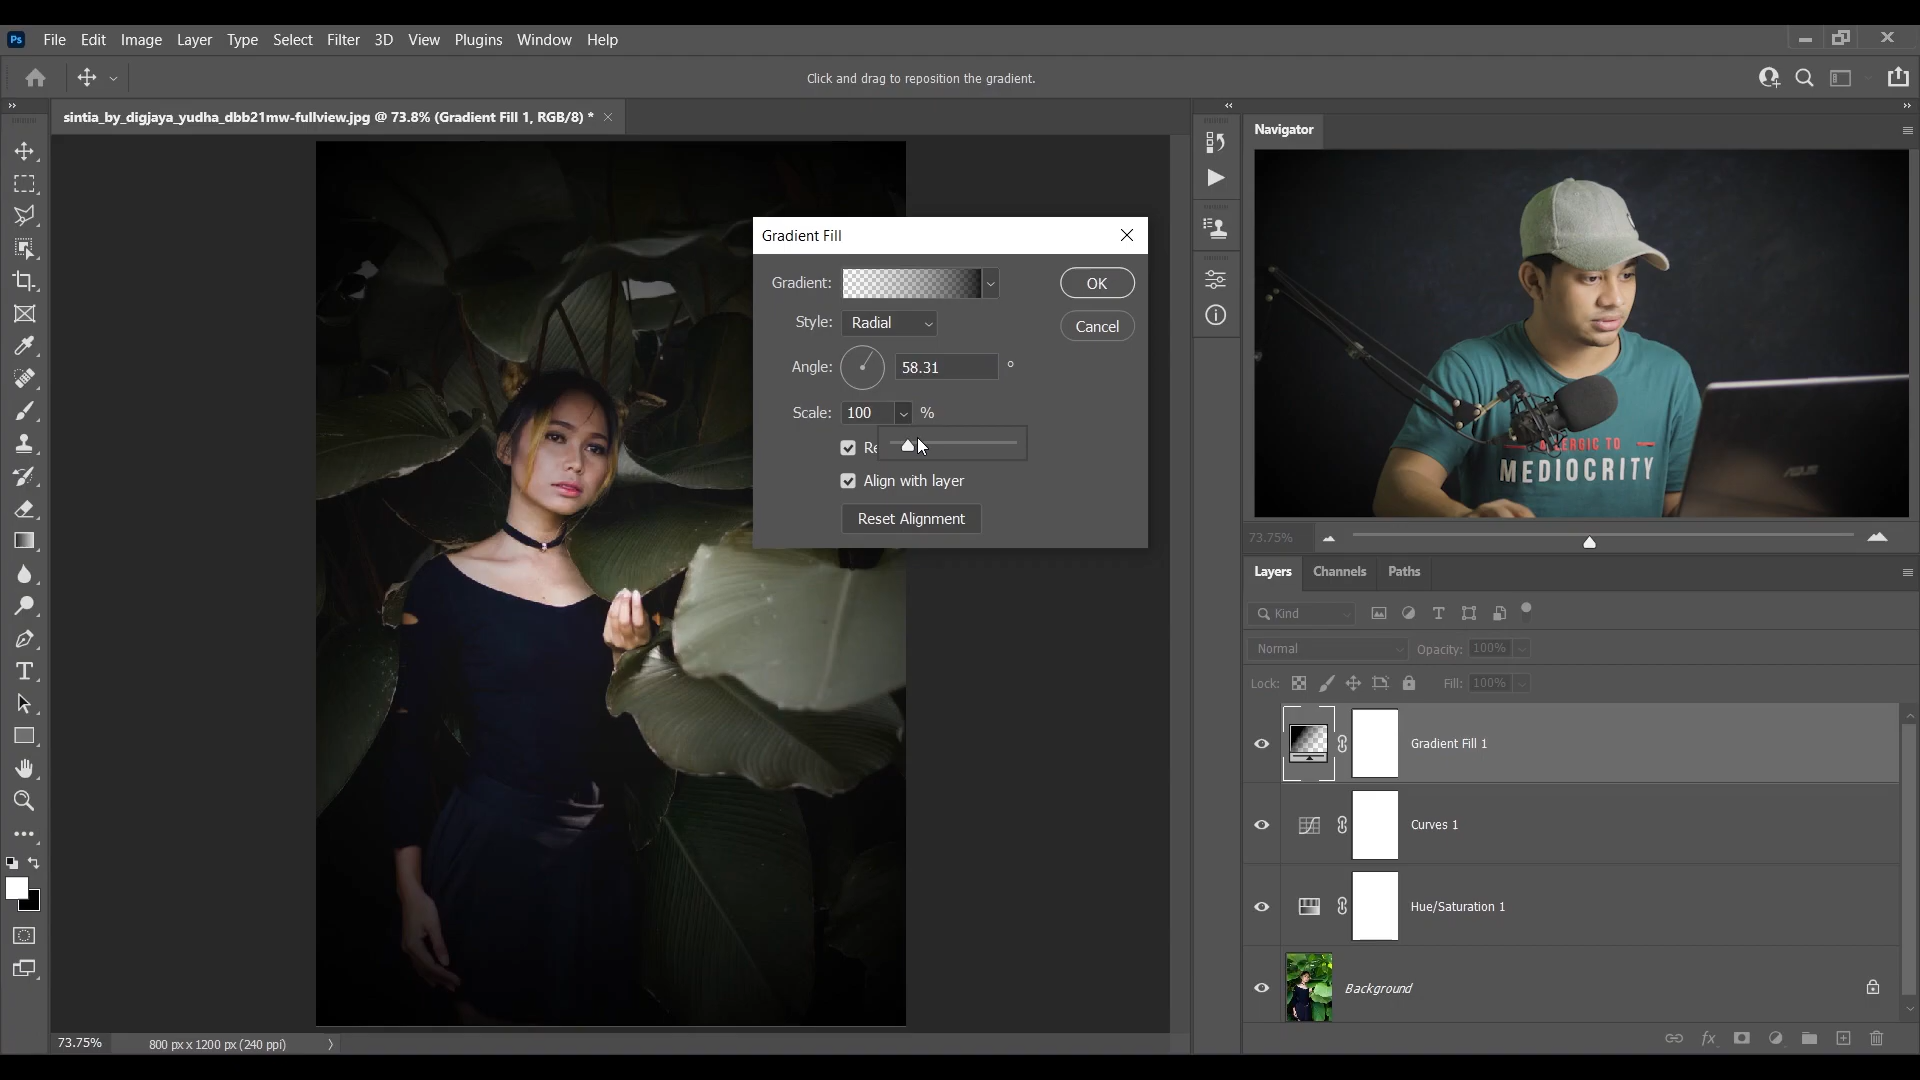 Ps File Edit Image Layer Type Select Filter 3D View Plugins Window Help
Click and drag to reposition the gradient.
sintia_by_digjaya_yudha_dbb21mw-fullview.jpg @ 73.8% (Gradient Fill 1, RGB/8) *
Navigator
Gradient Fill
Gradient:
OK
Style: Radial
Cancel
Angle: 58.31 °
Scale: 100 %
Re
Align with layer
Reset Alignment
TO
MEDIOCRITY
ASUS
73.75%
Layers Channels Paths
Kind
Normal Opacity: 100%
Lock: Fill: 100%
Gradient Fill 1
Curves 1
Hue/Saturation 1
Background
fx
73.75% 800 px x 1200 px (240 ppi)